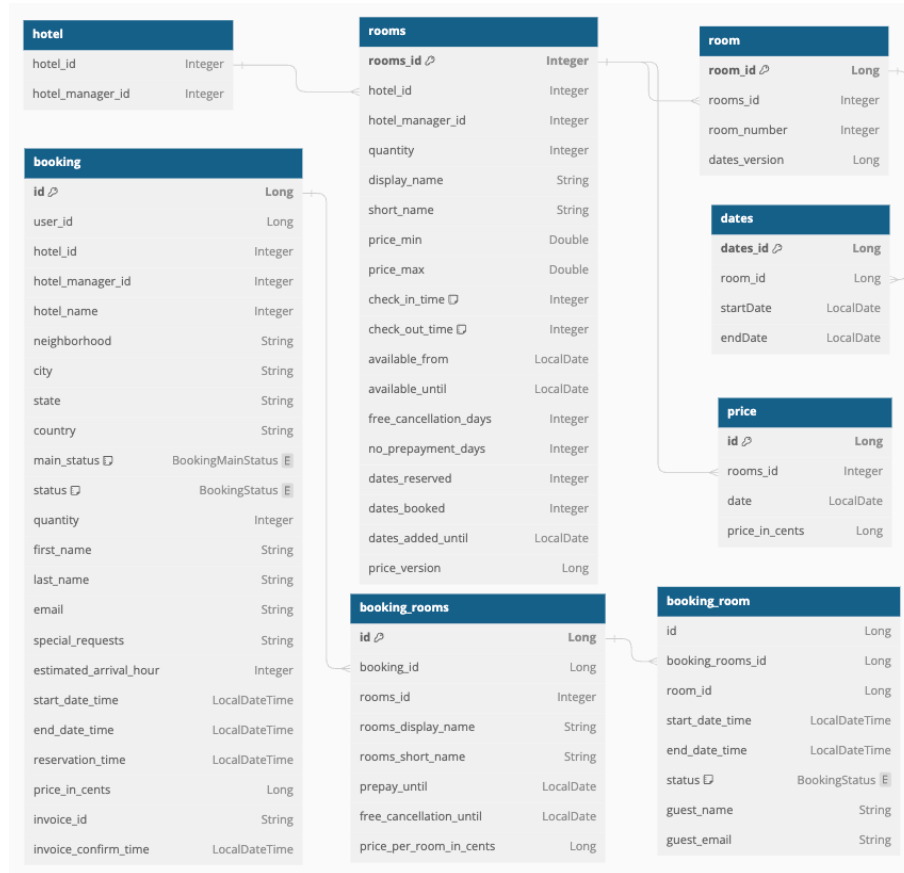 hotel
hotel_id Integer
hotel_manager_id Integer
rooms
rooms_id Integer
hotel_id Integer
hotel_manager_id Integer
quantity Integer
display_name String
short_name String
price_min Double
price_max Double
check_in_time Integer
check_out_time Integer
available_from LocalDate
available_until LocalDate
free_cancellation_days Integer
no_prepayment_days Integer
dates_reserved Integer
dates_booked Integer
dates_added_until LocalDate
price_version Long
room
room_id Long
rooms_id Integer
room_number Integer
dates_version Long
booking
id Long
user_id Long
hotel_id Integer
hotel_manager_id Integer
hotel_name Integer
neighborhood String
city String
state String
country String
main_status BookingMainStatus E
status BookingStatus E
quantity Integer
first_name String
last_name String
email String
special_requests String
estimated_arrival_hour Integer
start_date_time LocalDateTime
end_date_time LocalDateTime
reservation_time LocalDateTime
price_in_cents Long
invoice_id String
invoice_confirm_time LocalDateTime
dates
dates_id Long
room_id Long
startDate LocalDate
endDate LocalDate
price
id Long
rooms_id Integer
date LocalDate
price_in_cents Long
booking_rooms
id Long
booking_id Long
rooms_id Integer
rooms_display_name String
rooms_short_name String
prepay_until LocalDate
free_cancellation_until LocalDate
price_per_room_in_cents Long
booking_room
id Long
booking_rooms_id Long
room_id Long
start_date_time LocalDateTime
end_date_time LocalDateTime
status BookingStatus E
guest_name String
guest_email String